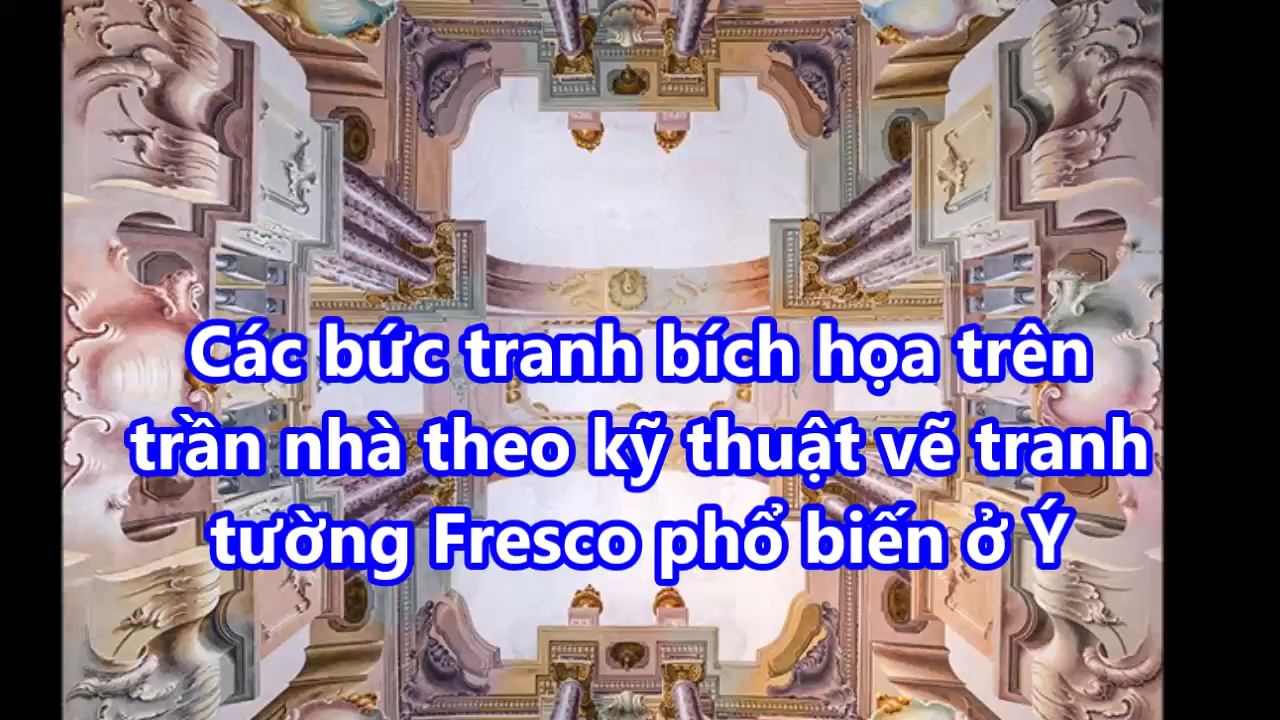 Các bức tranh bích họa trên
trần nhà theo kỹ thuật vẽ tranh
tường Fresco phổ biến ở Ý